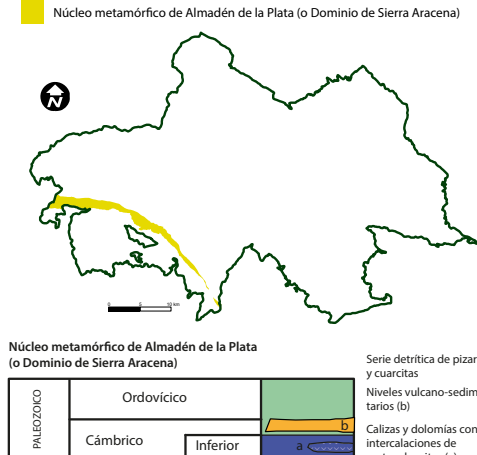 Núcleo metamórfico de Almadén de la Plata (o Dominio de Sierra Aracena)
N
0 5 10 km
Núcleo metamórfico de Almadén de la Plata
(o Dominio de Sierra Aracena)
PALEOZOICO
Ordovícico
Cámbrico
Inferior
b
a
Serie detrítica de pizar
y cuarcitas
Niveles vulcano-sedim
tarios (b)
Calizas y dolomías con
intercalaciones de